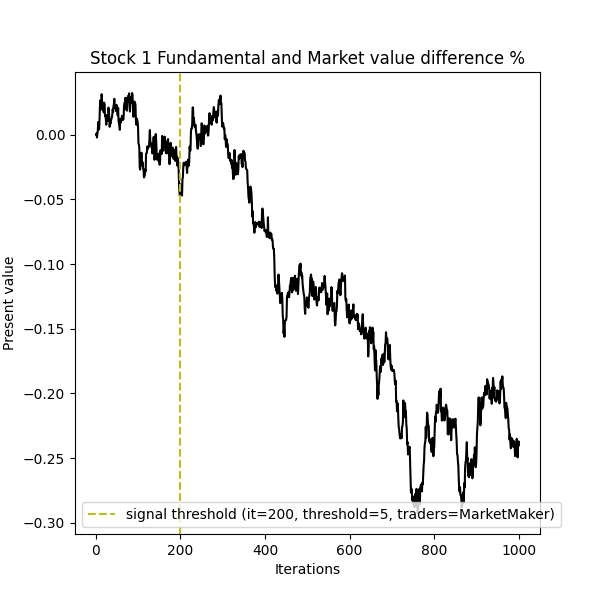 Stock 1 Fundamental and Market value difference %
Present value
0.00
−0.05
−0.10
−0.15
−0.20
−0.25
−0.30
signal threshold (it=200, threshold=5, traders=MarketMaker)
0 200 400 600 800 1000
Iterations